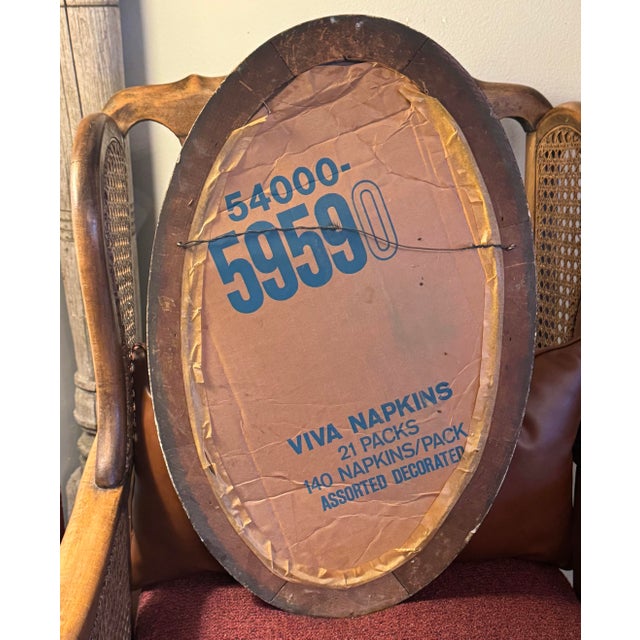 54000-
59590
VIVA NAPKINS
21 PACKS
140 NAPKINS/PACK
ASSORTED DECORATED